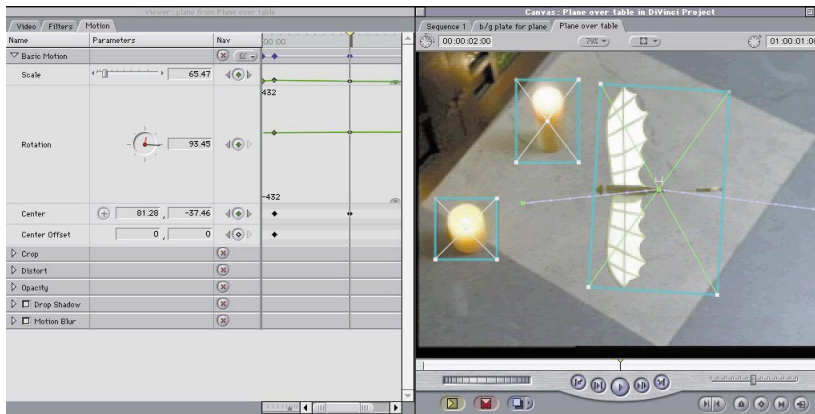 Viewer: plane from Plane over table
Video Filters Motion
Name Parameters Nav 00:00
Basic Motion
Scale 65.47
432
Rotation 93.45
-432
Center 81.28 , -37.46
Center Offset 0 , 0
Crop
Distort
Opacity
Drop Shadow
Motion Blur
Canvas: Plane over table in DiVinci Project
Sequence 1 b/g plate for plane Plane over table
00:00:02:00 79% 01:00:01:0